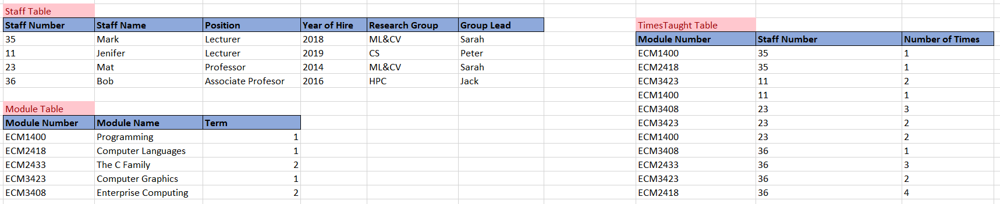 Staff Table
Staff Number Staff Name Position Year of Hire Research Group Group Lead
35 Mark Lecturer 2018 ML&CV Sarah
11 Jenifer Lecturer 2019 CS Peter
23 Mat Professor 2014 ML&CV Sarah
36 Bob Associate Profesor 2016 HPC Jack
Module Table
Module Number Module Name Term
ECM1400 Programming 1
ECM2418 Computer Languages 1
ECM2433 The C Family 2
ECM3423 Computer Graphics 1
ECM3408 Enterprise Computing 2
TimesTaught Table
Module Number Staff Number Number of Times
ECM1400 35 1
ECM2418 35 1
ECM3423 11 2
ECM1400 11 1
ECM3408 23 3
ECM3423 23 2
ECM1400 23 2
ECM3408 36 1
ECM2433 36 3
ECM3423 36 2
ECM2418 36 4